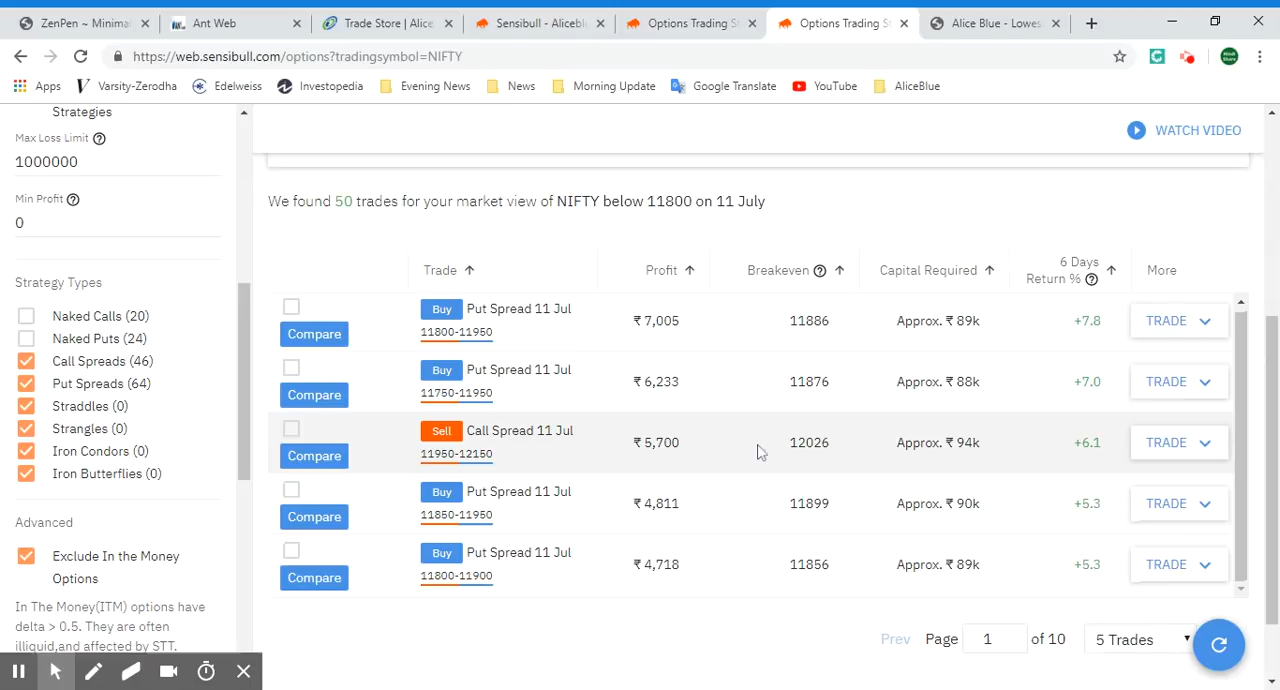 ZenPen ~ Minima
Ant Web
Trade Store | Alice
Sensibull - Aliceblu
Options Trading St
Options Trading St
Alice Blue - Lowes
https://web.sensibull.com/options?tradingsymbol=NIFTY
Apps
Varsity-Zerodha
Edelweiss
Investopedia
Evening News
News
Morning Update
Google Translate
YouTube
AliceBlue
Strategies
Max Loss Limit
1000000
Min Profit
0
Strategy Types
Naked Calls (20)
Naked Puts (24)
Call Spreads (46)
Put Spreads (64)
Straddles (0)
Strangles (0)
Iron Condors (0)
Iron Butterflies (0)
Advanced
Exclude In the Money
Options
In The Money(ITM) options have
delta > 0.5. They are often
illiquid,and affected by STT.
WATCH VIDEO
We found 50 trades for your market view of NIFTY below 11800 on 11 July
Trade Profit Breakeven Capital Required 6 Days Return % More
Compare Buy Put Spread 11 Jul 11800-11950 ₹ 7,005 11886 Approx. ₹ 89k +7.8 TRADE
Compare Buy Put Spread 11 Jul 11750-11950 ₹ 6,233 11876 Approx. ₹ 88k +7.0 TRADE
Compare Sell Call Spread 11 Jul 11950-12150 ₹ 5,700 12026 Approx. ₹ 94k +6.1 TRADE
Compare Buy Put Spread 11 Jul 11850-11950 ₹ 4,811 11899 Approx. ₹ 90k +5.3 TRADE
Compare Buy Put Spread 11 Jul 11800-11900 ₹ 4,718 11856 Approx. ₹ 89k +5.3 TRADE
Prev Page 1 of 10 5 Trades